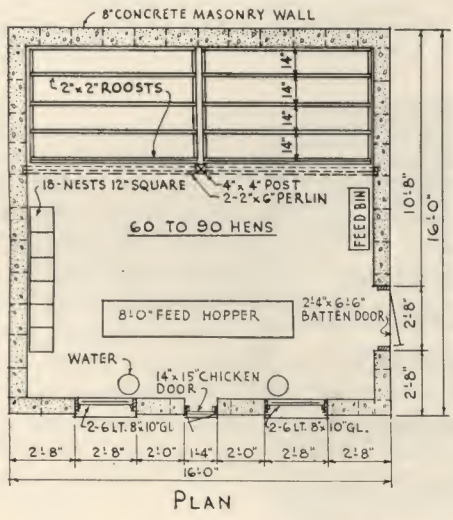 8" CONCRETE MASONRY WALL
14"
2" x 2" ROOSTS
14"
14"
14"
18-NESTS 12" SQUARE
4" x 4" POST
2-2" x 6" PERLIN
FEED BIN
10'-8"
16'-0"
60 TO 90 HENS
2'-4" x 6'-6"
BATTEN DOOR
2'-8"
8'-0" FEED HOPPER
WATER
14" x 15" CHICKEN
DOOR
2'-8"
2-6 LT. 8" x 10" GL.
2-6 LT. 8" x 10" GL.
2'-8" 2'-8" 2'-0" 1'-4" 2'-0" 2'-8" 2'-8"
16'-0"
PLAN